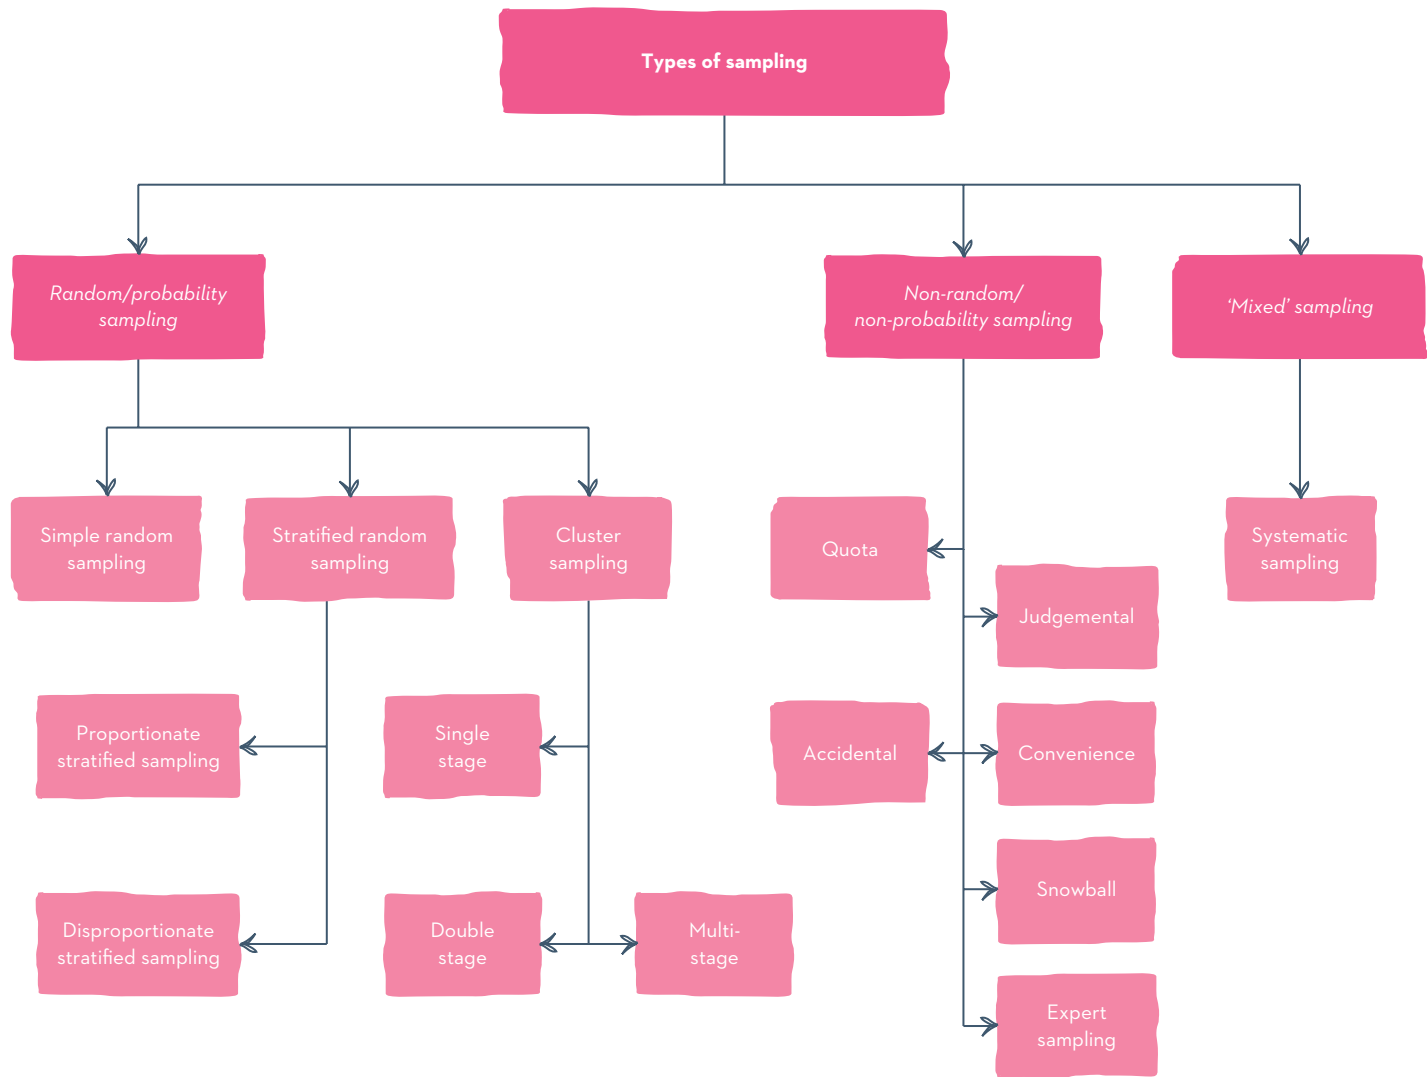 Types of sampling
Random/probability
sampling
Non-random/
non-probability sampling
‘Mixed’ sampling
Simple random
sampling
Stratified random
sampling
Cluster
sampling
Quota
Systematic
sampling
Judgemental
Proportionate
stratified sampling
Single
stage
Accidental
Convenience
Snowball
Disproportionate
stratified sampling
Double
stage
Multi-
stage
Expert
sampling